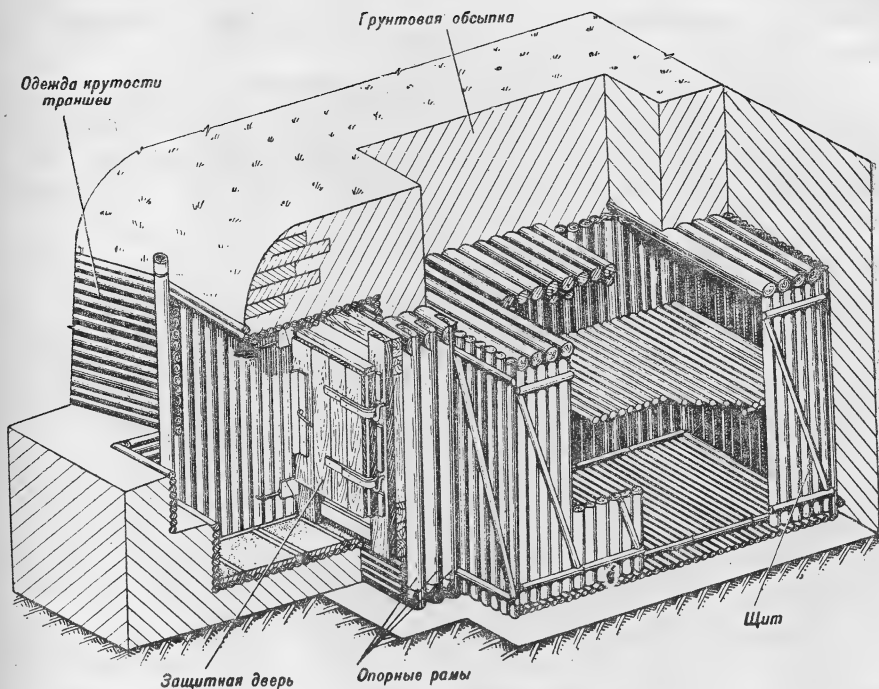 Грунтовая обсыпка
Одежда крутости
траншеи
Щит
Защитная дверь
Опорные рамы